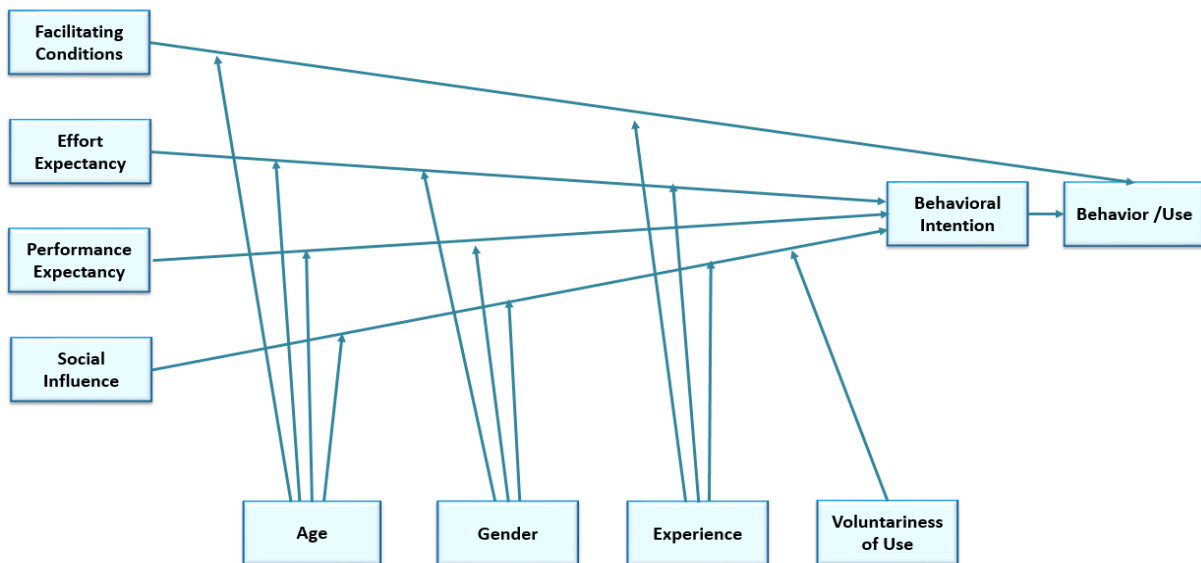 Facilitating
Conditions
Effort
Expectancy
Performance
Expectancy
Social
Influence
Behavioral
Intention
Behavior /Use
Age
Gender
Experience
Voluntariness
of Use